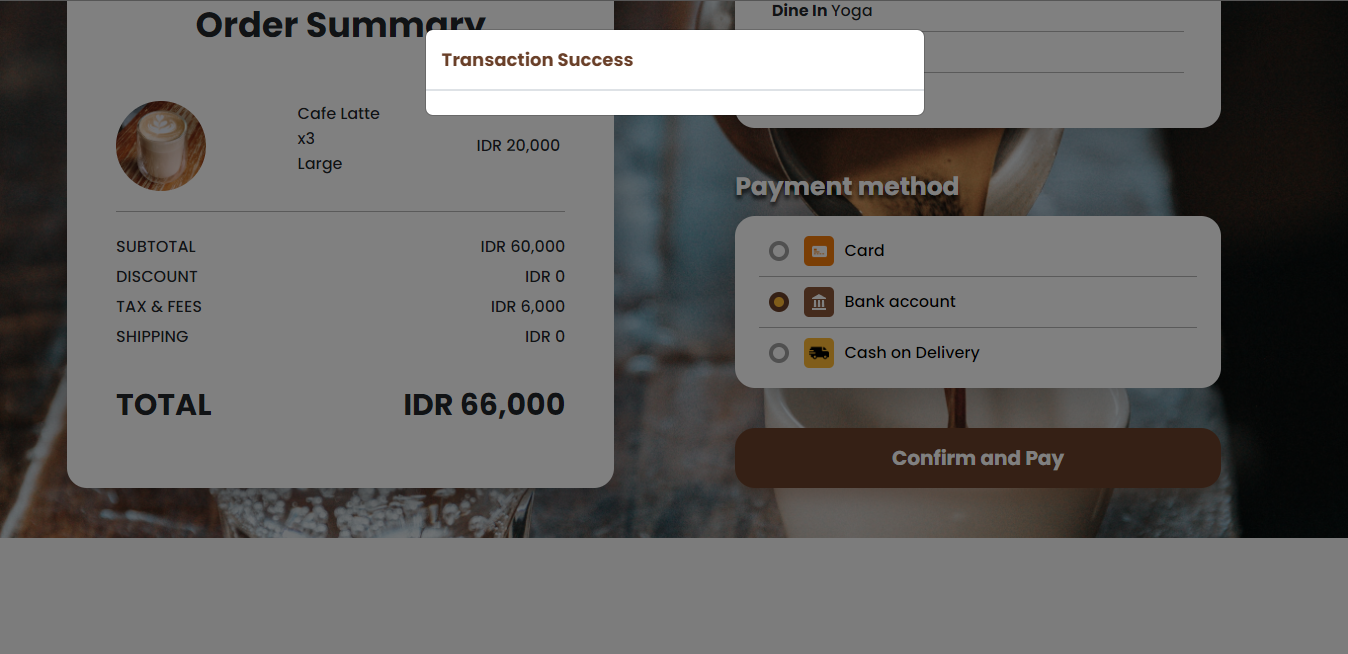 Order Summary
Transaction Success
Cafe Latte
x3
Large
IDR 20,000
SUBTOTAL IDR 60,000
DISCOUNT IDR 0
TAX & FEES IDR 6,000
SHIPPING IDR 0
TOTAL IDR 66,000
Dine In Yoga
Payment method
Card
Bank account
Cash on Delivery
Confirm and Pay